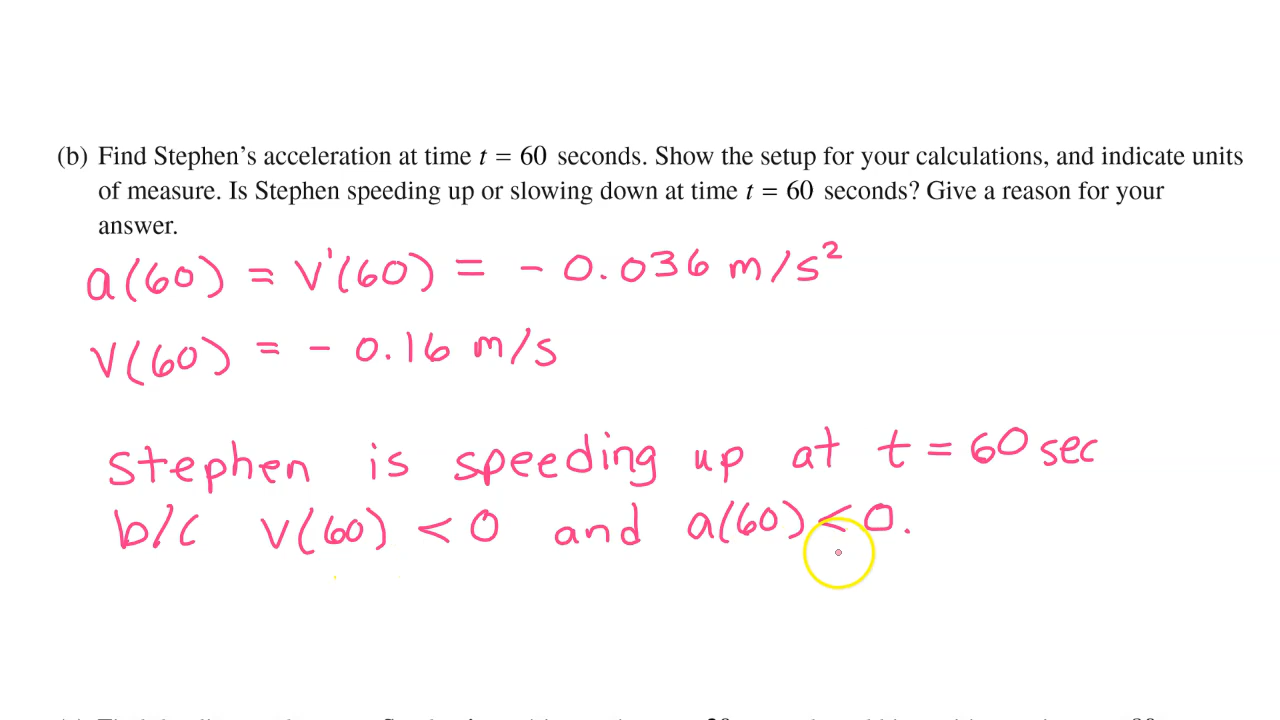 (b) Find Stephen's acceleration at time t = 60 seconds. Show the setup for your calculations, and indicate units
of measure. Is Stephen speeding up or slowing down at time t = 60 seconds? Give a reason for your
answer.
a(60) = v'(60) = - 0.036 m/s²
v(60) = - 0.16 m/s
Stephen is speeding up at t = 60 sec
b/c v(60) < 0 and a(60) < 0.